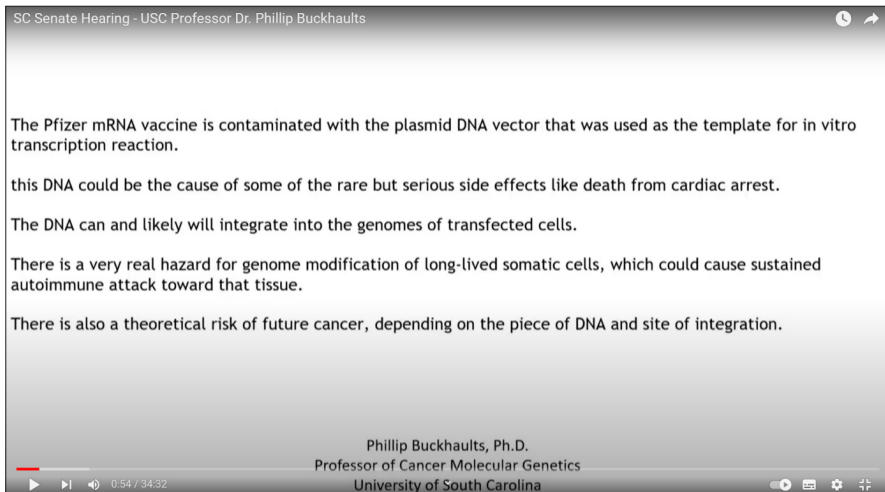 SC Senate Hearing - USC Professor Dr. Phillip Buckhaults
The Pfizer mRNA vaccine is contaminated with the plasmid DNA vector that was used as the template for in vitro
transcription reaction.
this DNA could be the cause of some of the rare but serious side effects like death from cardiac arrest.
The DNA can and likely will integrate into the genomes of transfected cells.
There is a very real hazard for genome modification of long-lived somatic cells, which could cause sustained
autoimmune attack toward that tissue.
There is also a theoretical risk of future cancer, depending on the piece of DNA and site of integration.
Phillip Buckhaults, Ph.D.
Professor of Cancer Molecular Genetics
University of South Carolina
0:54 / 34:32